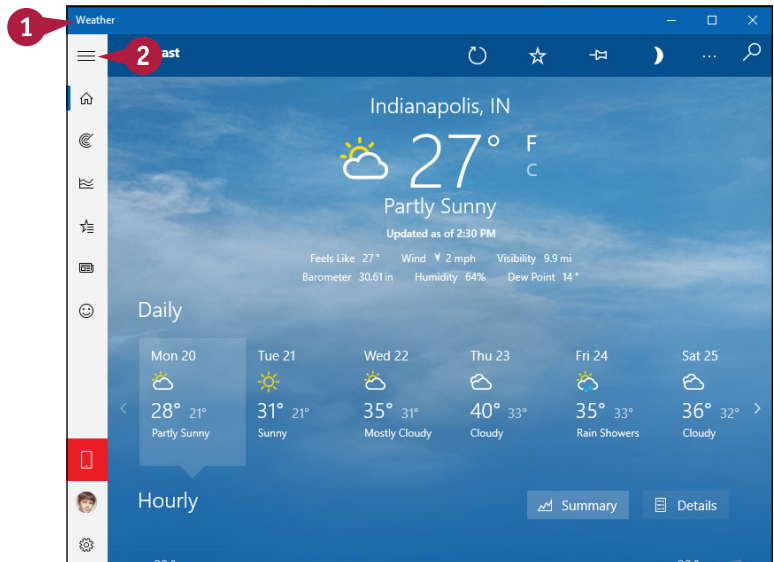 1
Weather
2
ast
Indianapolis, IN
27° F
C
Partly Sunny
Updated as of 2:30 PM
Feels Like 27° Wind 2 mph Visibility 9.9 mi
Barometer 30.61 in Humidity 64% Dew Point 14°
Daily
Mon 20 Tue 21 Wed 22 Thu 23 Fri 24 Sat 25
28° 21° 31° 21° 35° 31° 40° 33° 35° 33° 36° 32°
Partly Sunny Sunny Mostly Cloudy Cloudy Rain Showers Cloudy
Hourly Summary Details